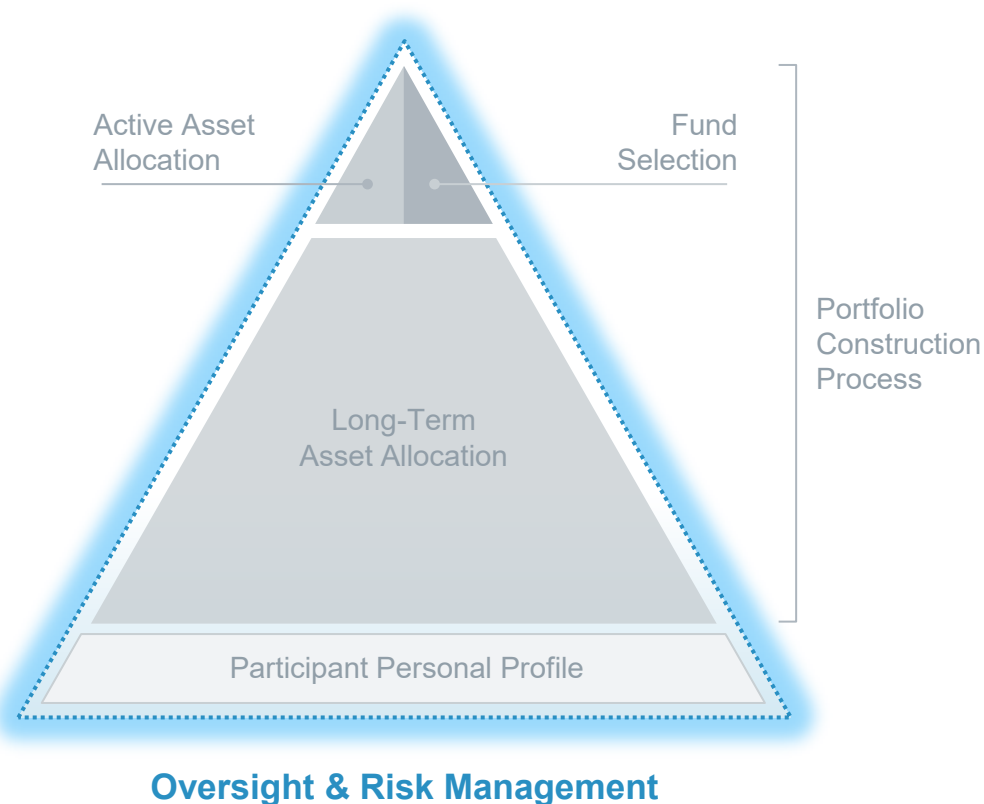 Active Asset
Allocation
Fund
Selection
Portfolio
Construction
Process
Long-Term
Asset Allocation
Participant Personal Profile
Oversight & Risk Management